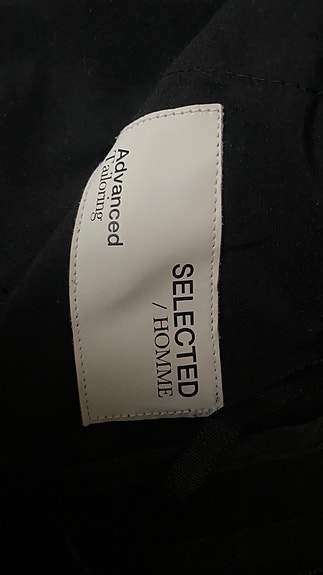 SELECTED
/ HOMME
Advanced
Tailoring